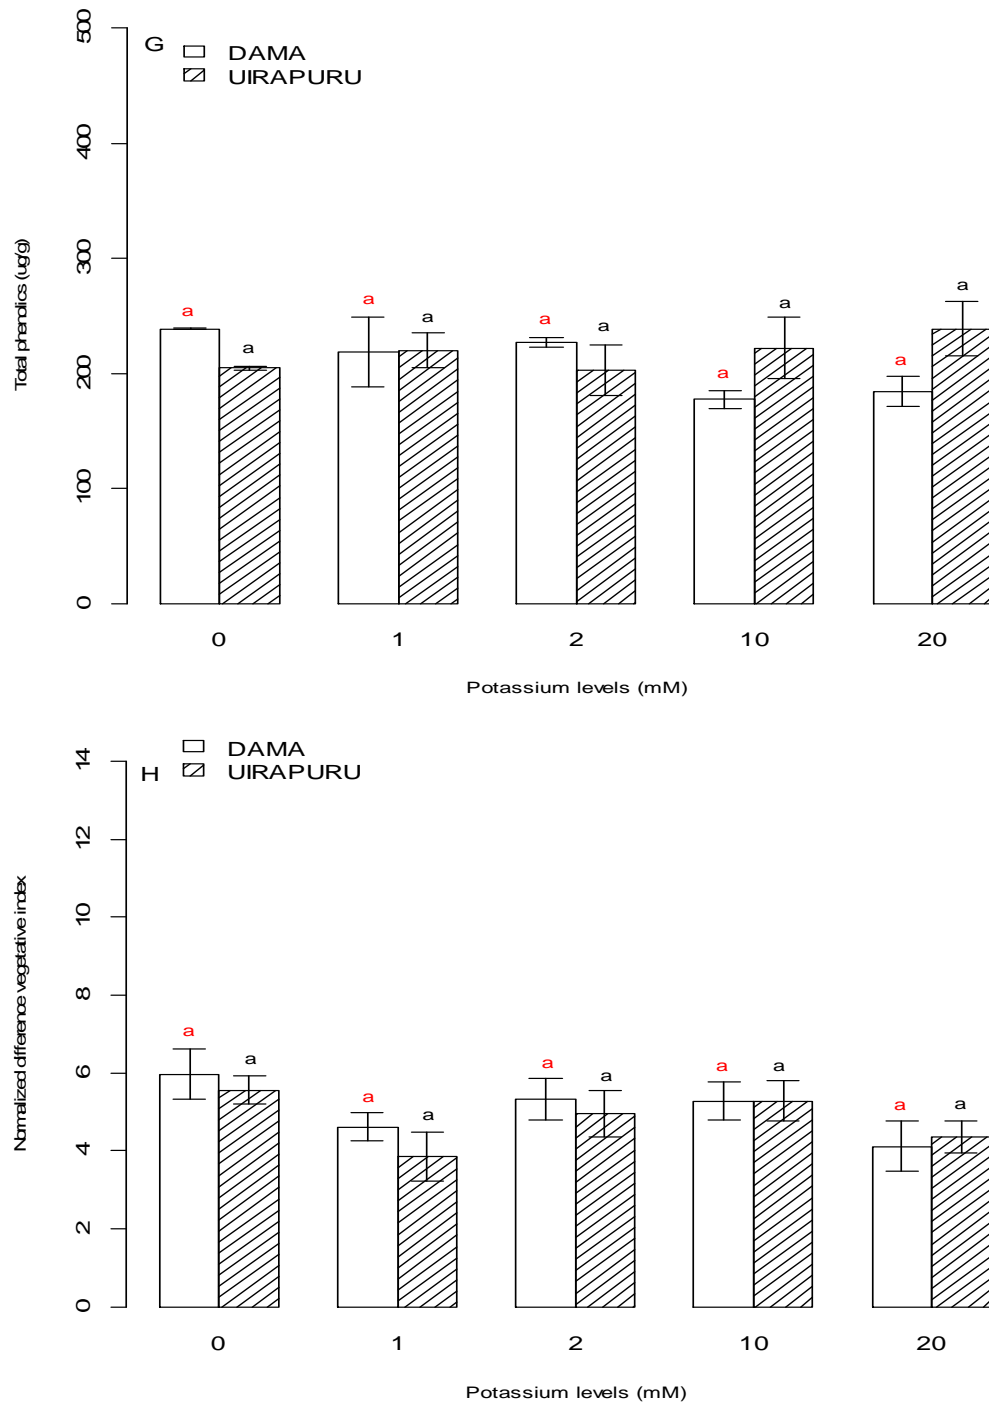 G
DAMA
UIRAPURU
Total phenolics (ug/g)
500
400
300
200
100
0
a a a a a a a a a a
0 1 2 10 20
Potassium levels (mM)
H
DAMA
UIRAPURU
Normalized difference vegetative index
14
12
10
8
6
4
2
0
a a a a a a a a a a
0 1 2 10 20
Potassium levels (mM)